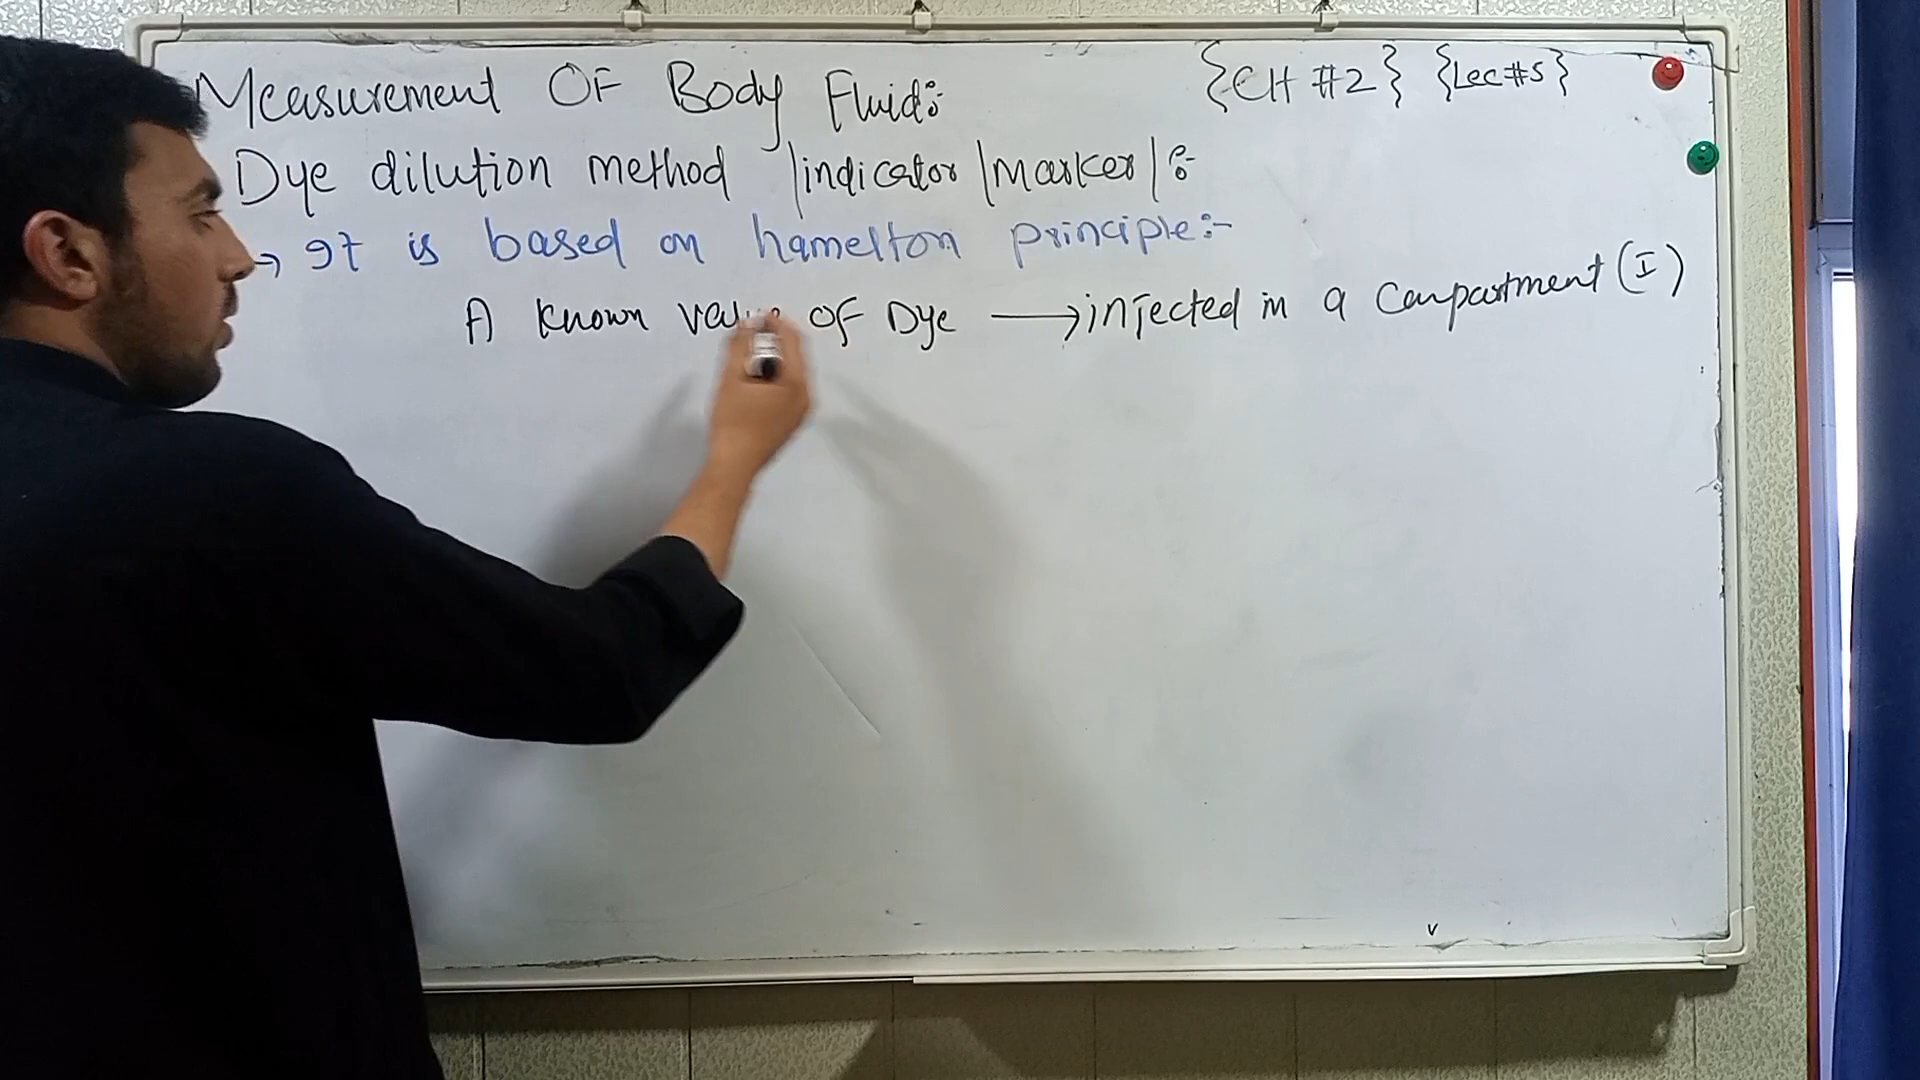 Measurement OF Body Fluid:
{CH #2} {Lec#5}
Dye dilution method /indicator /marker/ :-
→ It is based on hamelton principle:-
A known value OF Dye → injected in a Compartment (I)